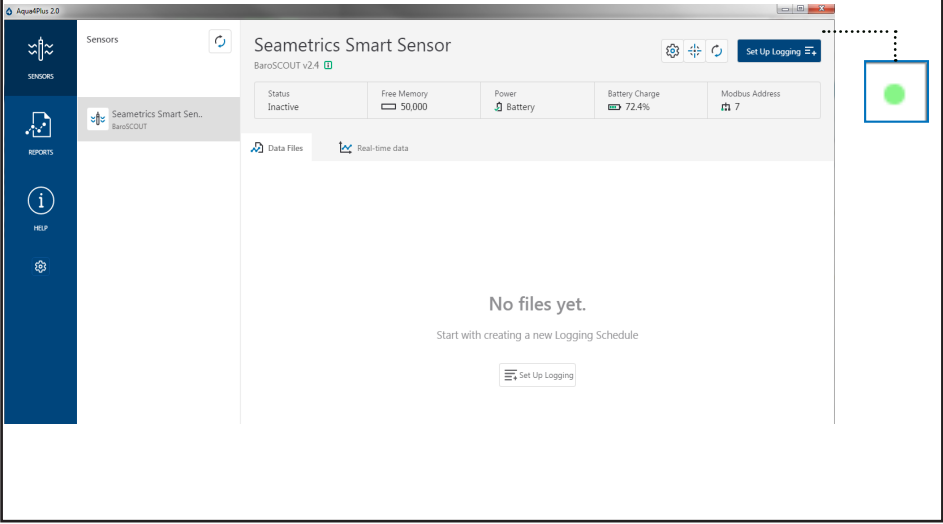 Aqua4Plus 2.0
SENSORS
REPORTS
HELP
Sensors
Seametrics Smart Sen..
BaroSCOUT
Seametrics Smart Sensor
BaroSCOUT v2.4
Set Up Logging
Status
Inactive
Free Memory
50,000
Power
Battery
Battery Charge
72.4%
Modbus Address
7
Data Files
Real-time data
No files yet.
Start with creating a new Logging Schedule
Set Up Logging